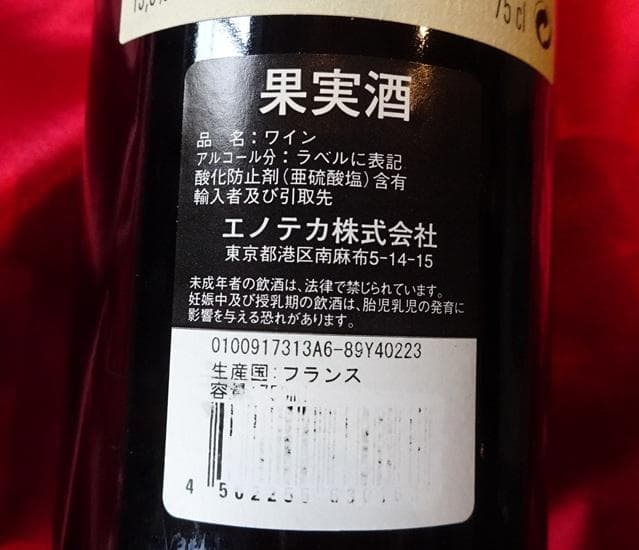 75 cl
果実酒
品 名：ワイン
アルコール分：ラベルに表記
酸化防止剤（亜硫酸塩）含有
輸入者及び引取先
エノテカ株式会社
東京都港区南麻布5-14-15
未成年者の飲酒は、法律で禁じられています。
妊娠中及び授乳期の飲酒は、胎児乳児の発育に
影響を与える恐れがあります。
0100917313A6-89Y40223
生産国：フランス
容量：75